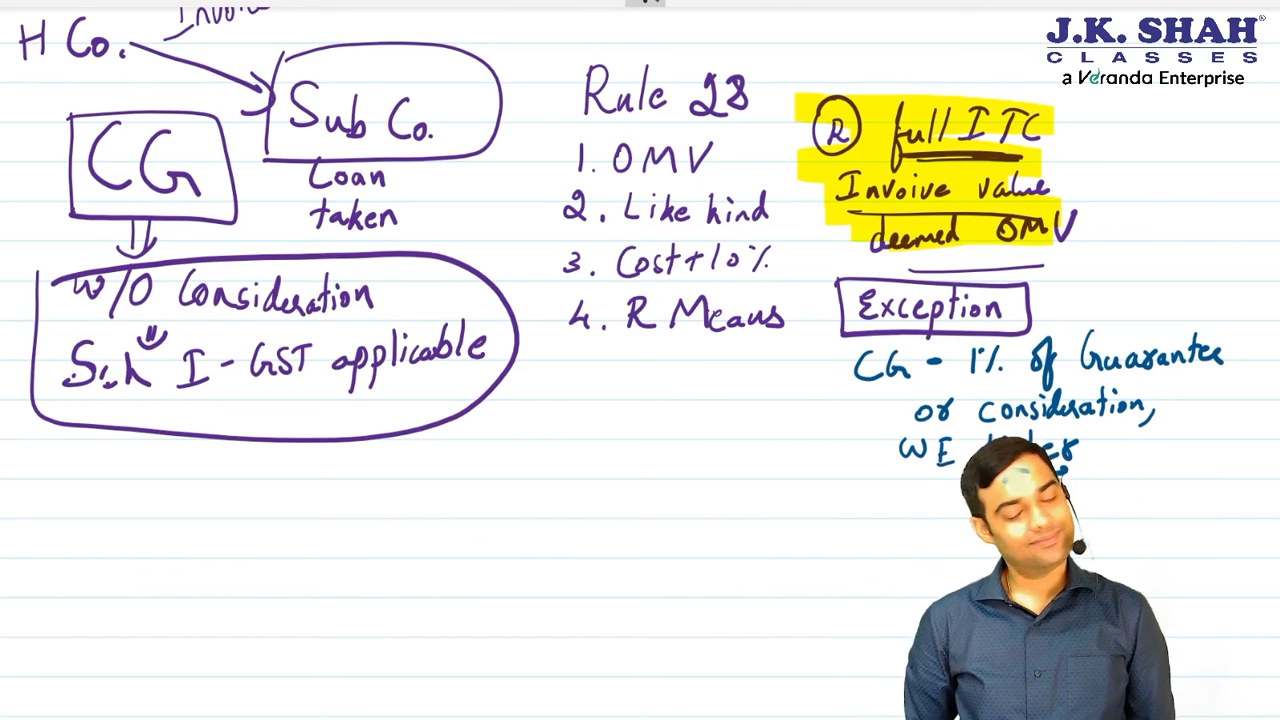 H Co.
Sub Co.
CG
Loan
taken
W/O Consideration
Sch I - GST applicable
Rule 28
1. OMV
2. Like kind
3. Cost+10%
4. R Means
R full ITC
Invoive value
deemed OMV
Exception
CG - 1% of Guarantee
or consideration,
WE
J.K. SHAH®
CLASSES
a Veranda Enterprise